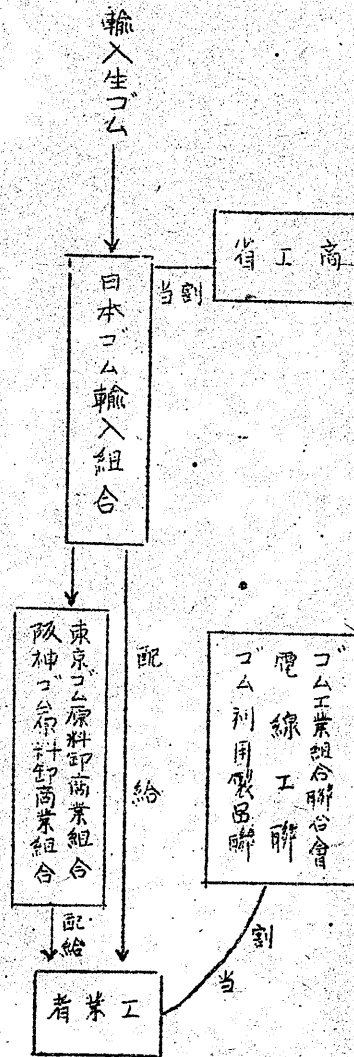 輸入生ゴム
商工省
割当
日本ゴム輸入組合
配給
東京ゴム原料卸商業組合
阪神ゴム原料卸商業組合
配給
ゴム工業組合聯合會
電線工聯
ゴム利用製品聯
割当
工業者